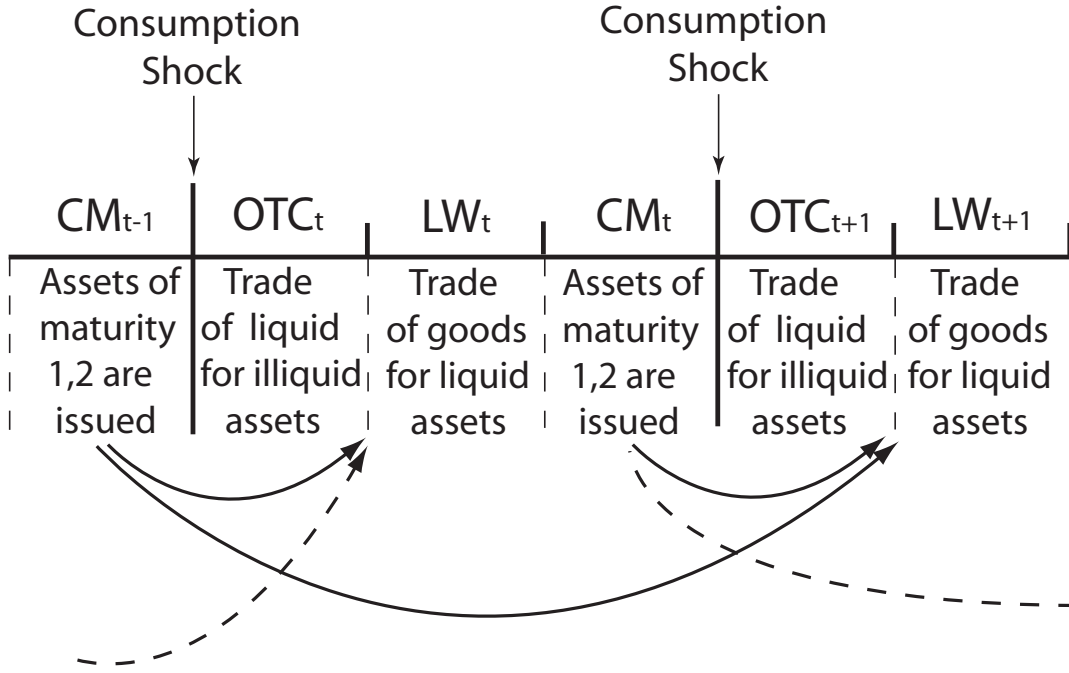 Consumption
Shock
Consumption
Shock
CMt-1
OTCt
LWt
CMt
OTCt+1
LWt+1
Assets of
maturity
1,2 are
issued
Trade
of liquid
for illiquid
assets
Trade
of goods
for liquid
assets
Assets of
maturity
1,2 are
issued
Trade
of liquid
for illiquid
assets
Trade
of goods
for liquid
assets